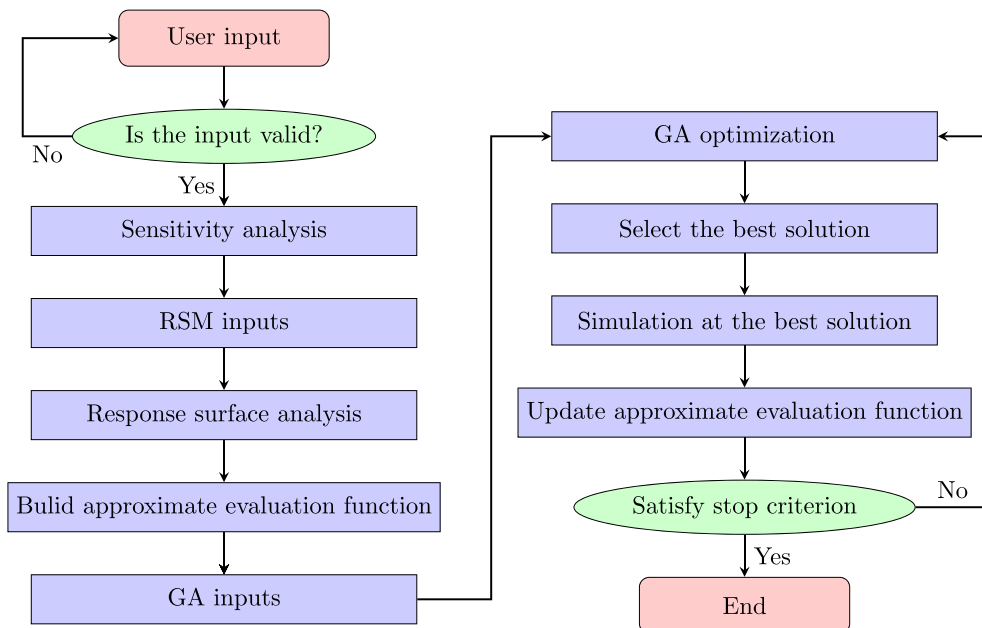 User input
Is the input valid?
No
Yes
Sensitivity analysis
RSM inputs
Response surface analysis
Bulid approximate evaluation function
GA inputs
GA optimization
Select the best solution
Simulation at the best solution
Update approximate evaluation function
Satisfy stop criterion
No
Yes
End